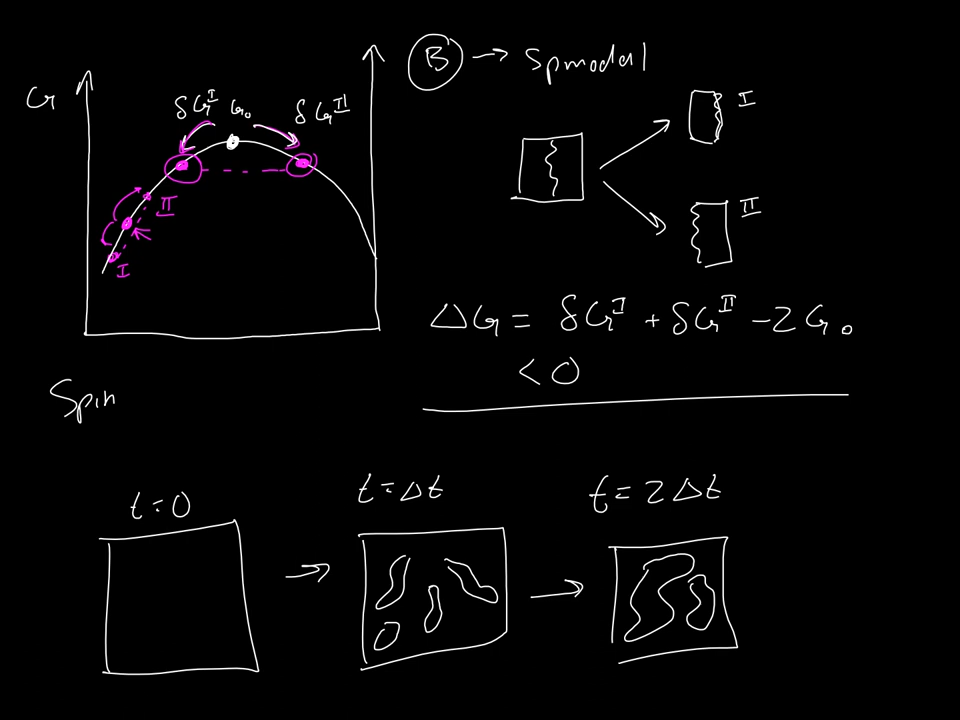 B → Spinodal
G
δG^I G₀ δG^II
I
II
II
I
ΔG = δG^I + δG^II - 2G₀
< 0
Spin
t=0 → t=Δt → t=2Δt